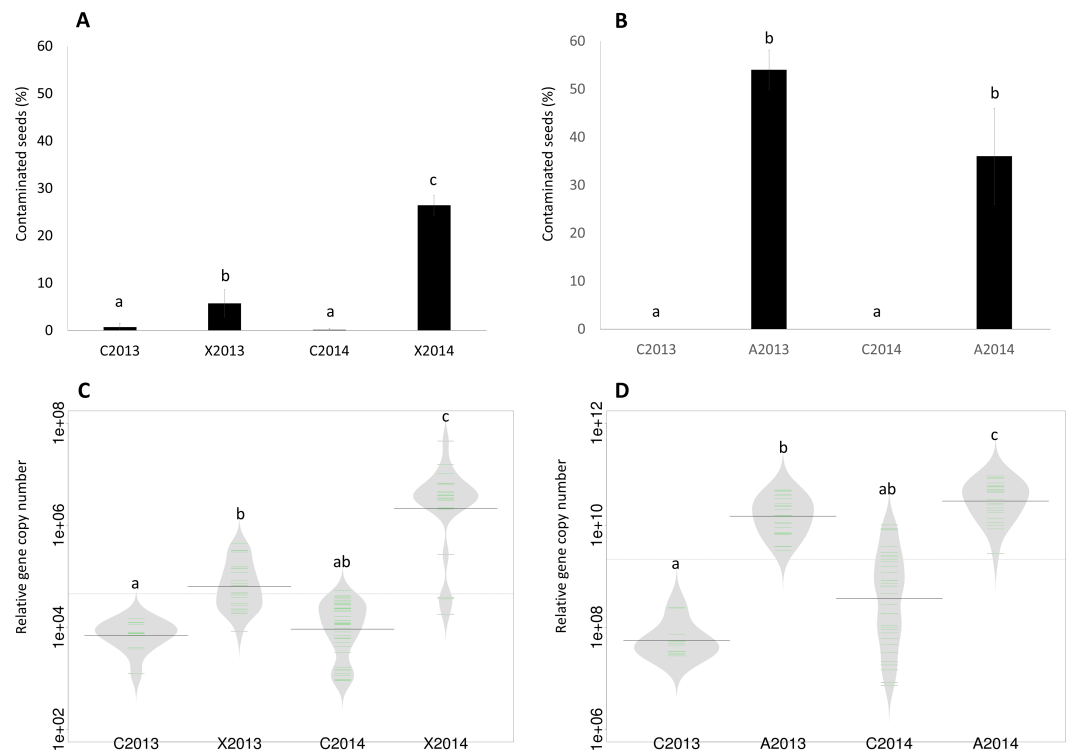 A
Contaminated seeds (%)
60
50
40
30
20
10
0
a
b
a
c
C2013 X2013 C2014 X2014
B
Contaminated seeds (%)
60
50
40
30
20
10
0
a
b
a
b
C2013 A2013 C2014 A2014
C
Relative gene copy number
1e+08
1e+06
1e+04
1e+02
a
b
ab
c
C2013 X2013 C2014 X2014
D
Relative gene copy number
1e+12
1e+10
1e+08
1e+06
a
b
ab
c
C2013 A2013 C2014 A2014